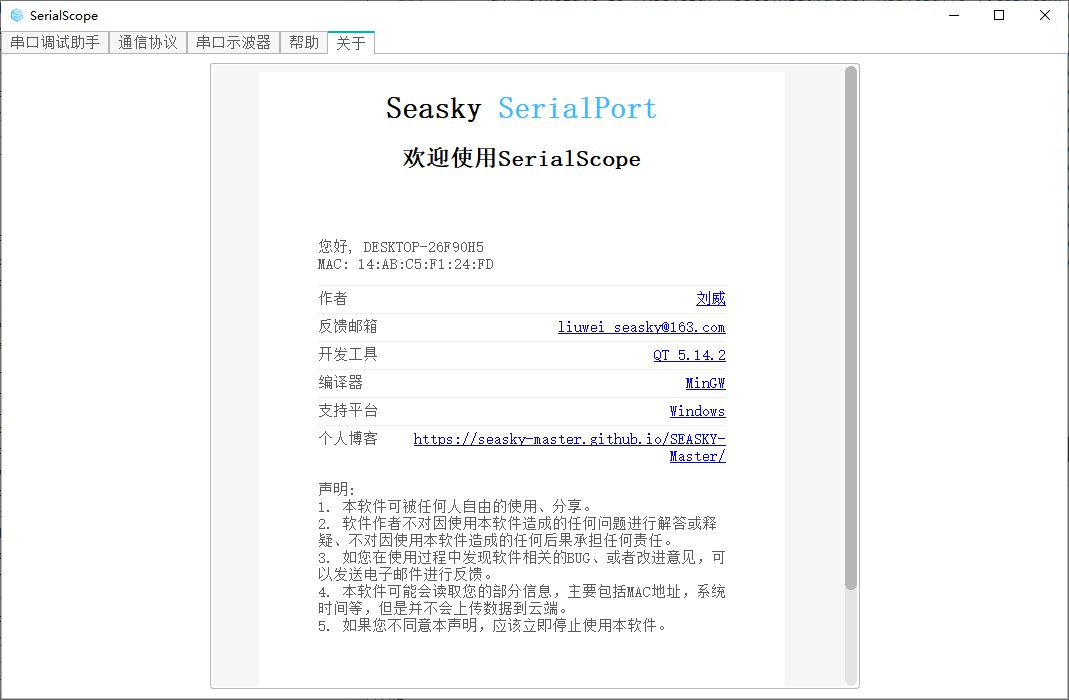 SerialScope
串口调试助手 通信协议 串口示波器 帮助 关于
Seasky SerialPort
欢迎使用SerialScope
您好, DESKTOP-26F90H5
MAC: 14:AB:C5:F1:24:FD
作者 刘威
反馈邮箱 liuwei_seasky@163.com
开发工具 QT 5.14.2
编译器 MinGW
支持平台 Windows
个人博客 https://seasky-master.github.io/SEASKY-
Master/
声明:
1. 本软件可被任何人自由的使用、分享。
2. 软件作者不对因使用本软件造成的任何问题进行解答或释
疑、不对因使用本软件造成的任何后果承担任何责任。
3. 如您在使用过程中发现软件相关的BUG、或者改进意见，可
以发送电子邮件进行反馈。
4. 本软件可能会读取您的部分信息，主要包括MAC地址，系统
时间等，但是并不会上传数据到云端。
5. 如果您不同意本声明，应该立即停止使用本软件。